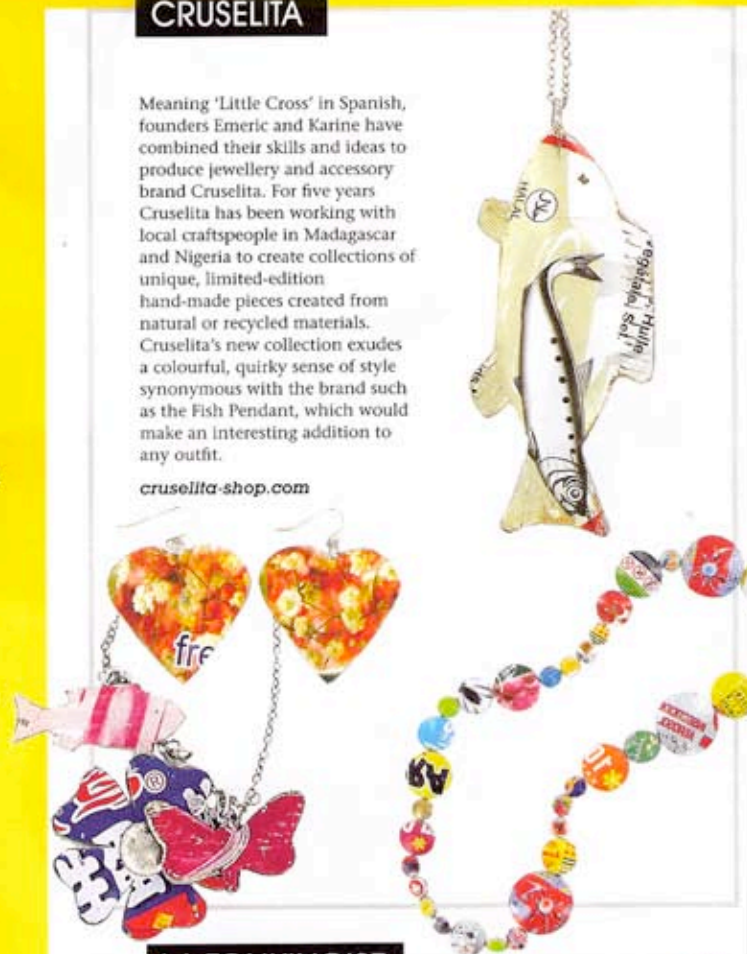 CRUSELITA
Meaning 'Little Cross' in Spanish,
founders Emeric and Karine have
combined their skills and ideas to
produce jewellery and accessory
brand Cruselita. For five years
Cruselita has been working with
local craftspeople in Madagascar
and Nigeria to create collections of
unique, limited-edition
hand-made pieces created from
natural or recycled materials.
Cruselita's new collection exudes
a colourful, quirky sense of style
synonymous with the brand such
as the Fish Pendant, which would
make an interesting addition to
any outfit.
cruselita-shop.com
HALAL
egétale, Sel
Huile
fre
®